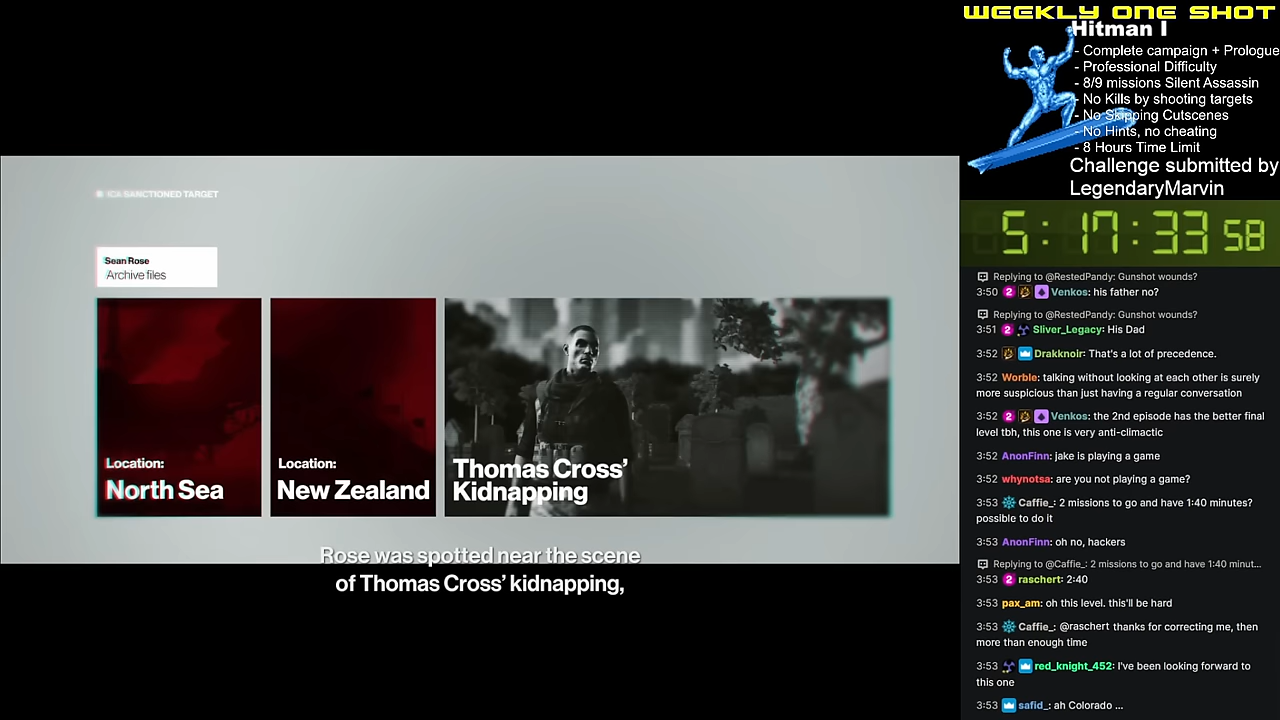 WEEKLY ONE SHOT
Hitman I
- Complete campaign + Prologue
- Professional Difficulty
- 8/9 missions Silent Assassin
- No Kills by shooting targets
- No Skipping Cutscenes
- No Hints, no cheating
- 8 Hours Time Limit
Challenge submitted by
LegendaryMarvin
5:17:33 58
ICA SANCTIONED TARGET
Sean Rose
Archive files
Location:
North Sea
Location:
New Zealand
Thomas Cross'
Kidnapping
Rose was spotted near the scene
of Thomas Cross' kidnapping,
Replying to @RestedPandy: Gunshot wounds?
3:50 2 Venkos: his father no?
Replying to @RestedPandy: Gunshot wounds?
3:51 2 Sliver_Legacy: His Dad
3:52 Drakknoir: That's a lot of precedence.
3:52 Worble: talking without looking at each other is surely
more suspicious than just having a regular conversation
3:52 2 Venkos: the 2nd episode has the better final
level tbh, this one is very anti-climactic
3:52 AnonFinn: jake is playing a game
3:52 whynotsa: are you not playing a game?
3:53 Caffie_: 2 missions to go and have 1:40 minutes?
possible to do it
3:53 AnonFinn: oh no, hackers
Replying to @Caffie_: 2 missions to go and have 1:40 minut...
3:53 2 raschert: 2:40
3:53 pax_am: oh this level. this'll be hard
3:53 Caffie_: @raschert thanks for correcting me, then
more than enough time
3:53 red_knight_452: I've been looking forward to
this one
3:53 safid_: ah Colorado ...